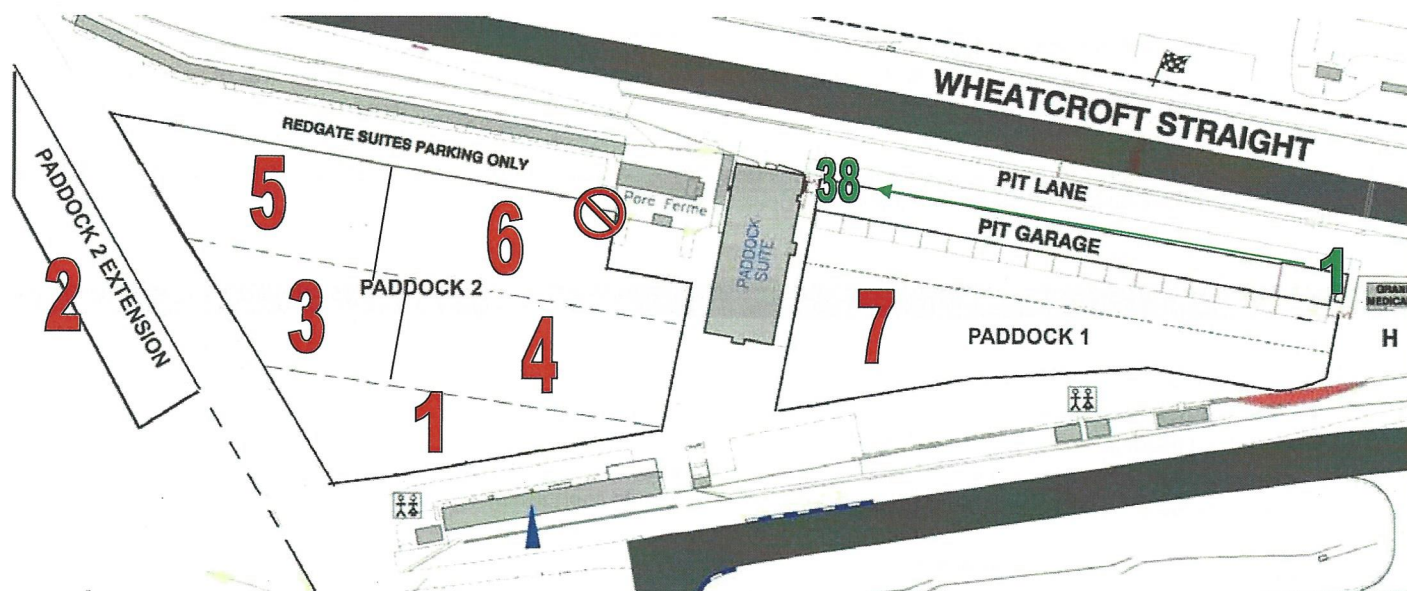 WHEATCROFT STRAIGHT
REDGATE SUITES PARKING ONLY
PADDOCK 2 EXTENSION
5
6
38
PIT LANE
Parc Ferme
PIT GARAGE
PADDOCK
SUITE
1
2
3
PADDOCK 2
4
7
PADDOCK 1
H
1